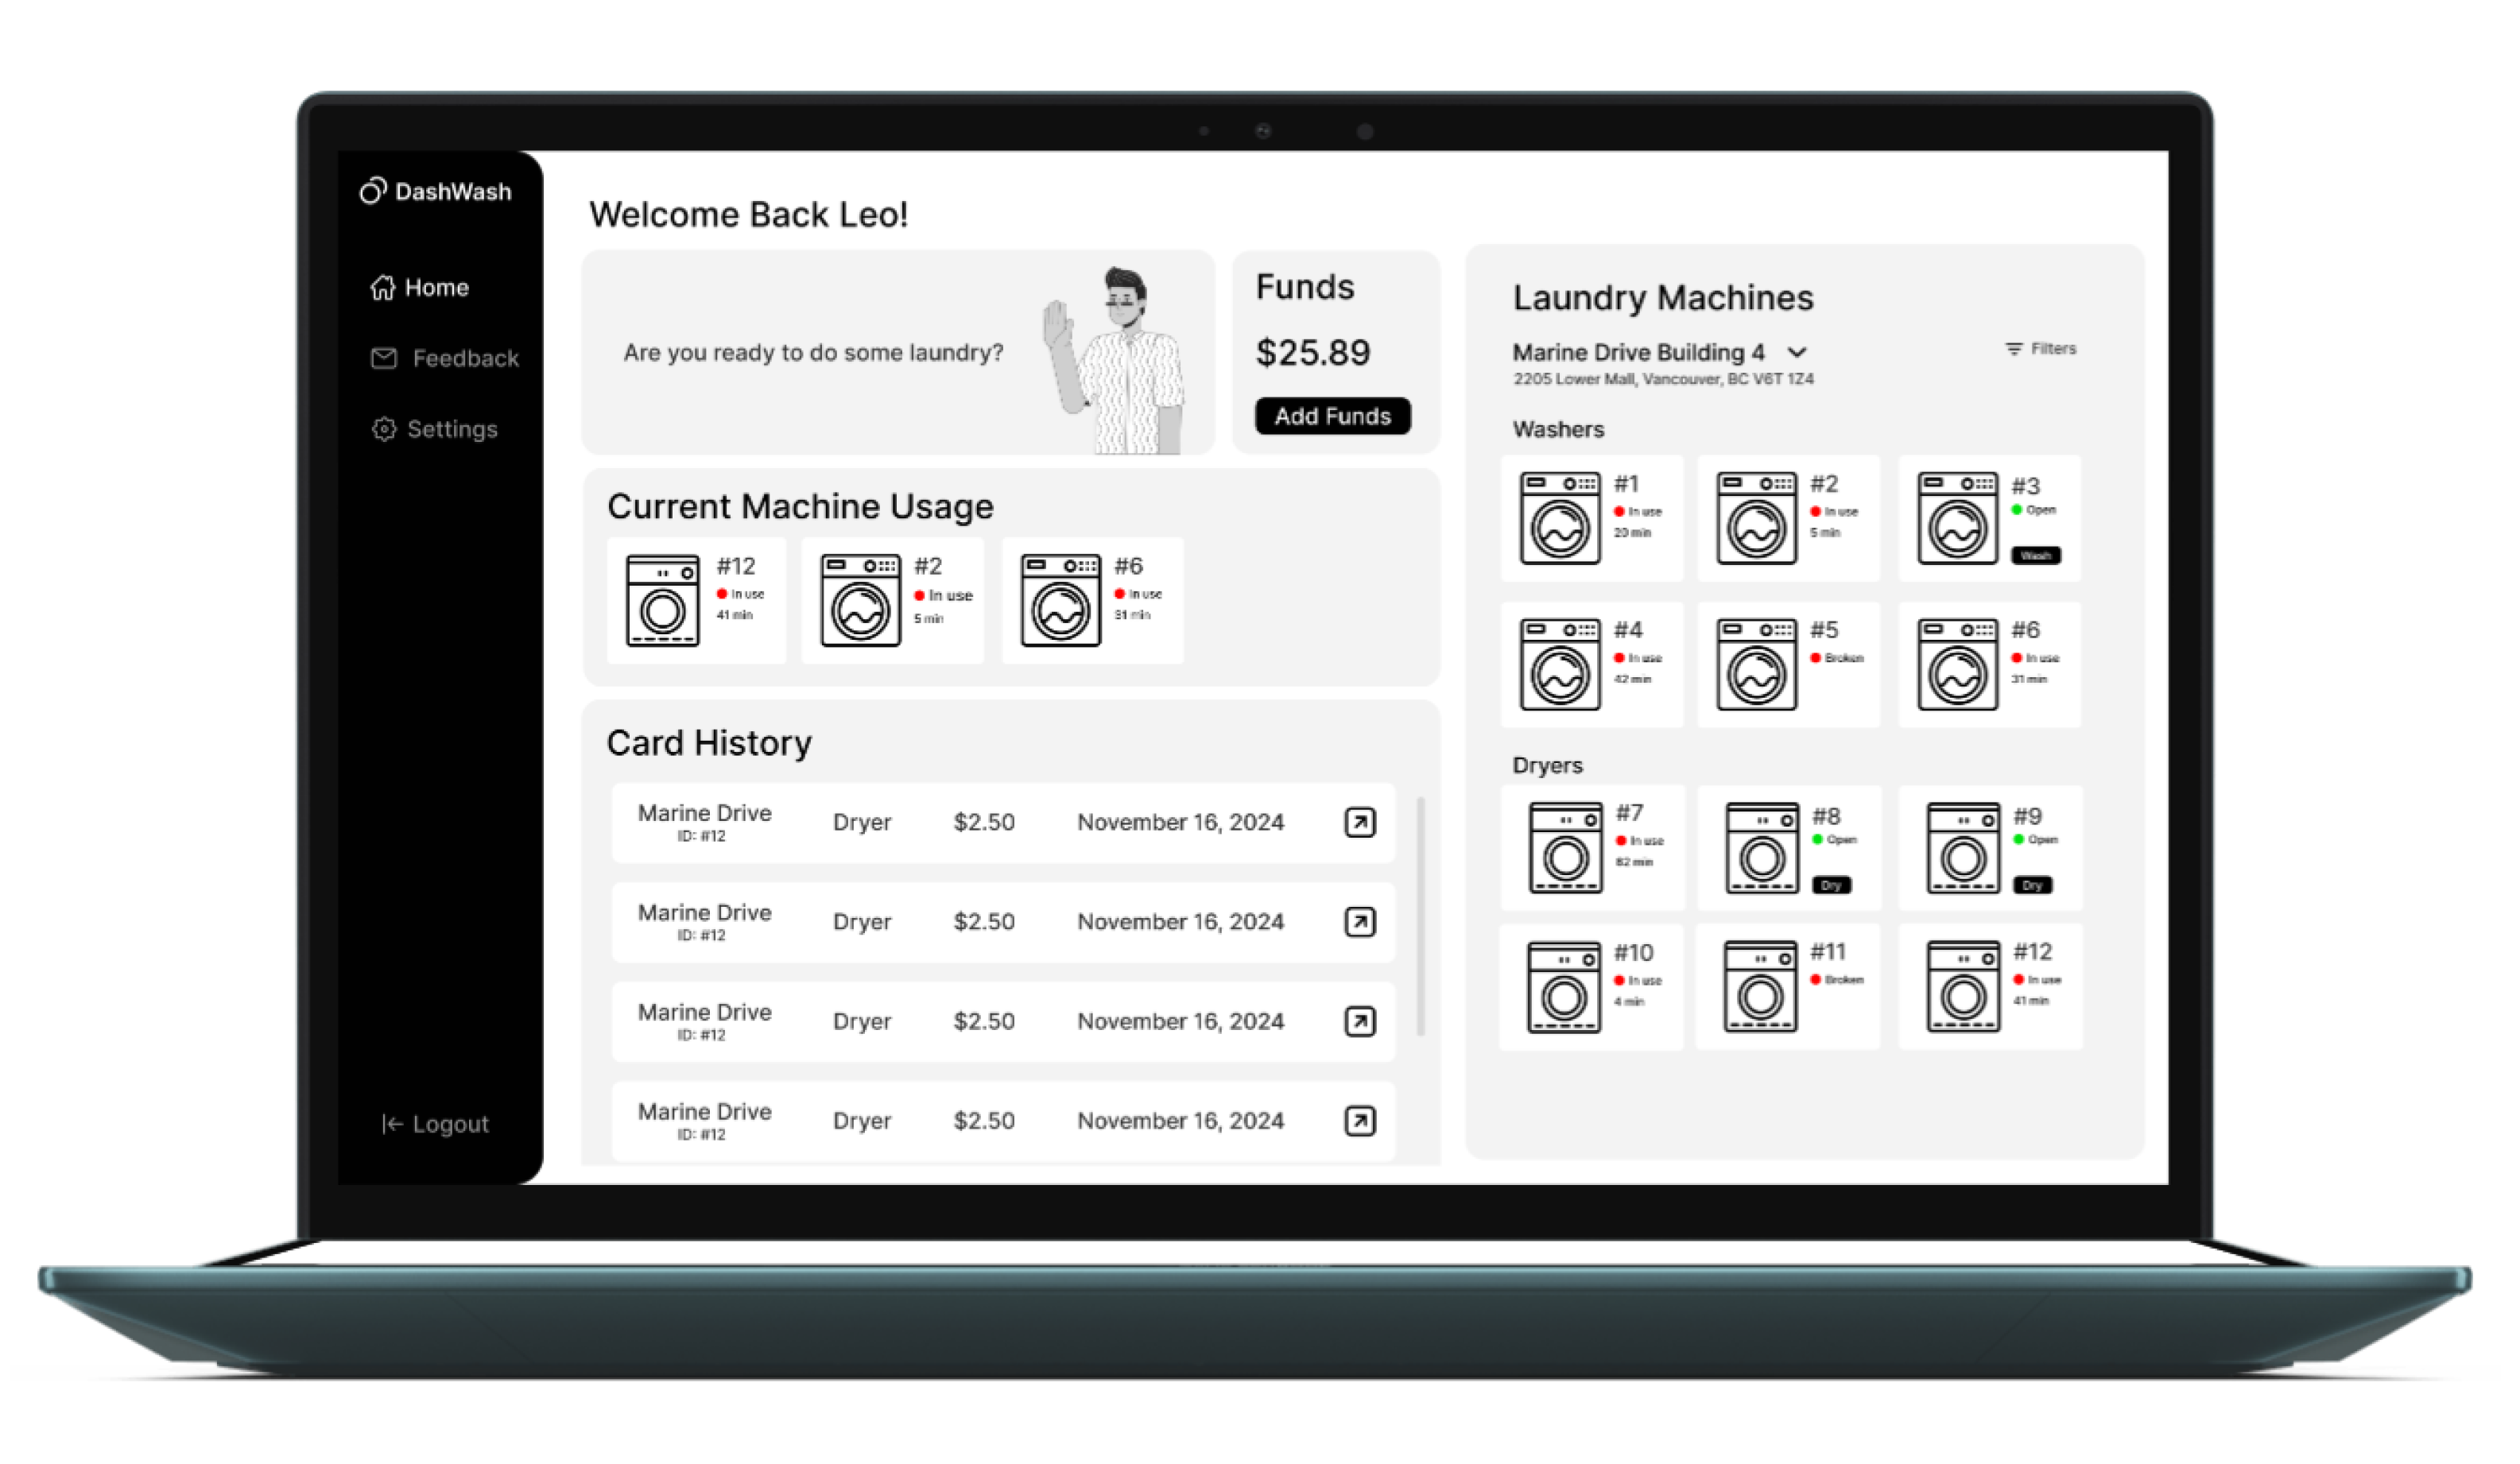 DashWash
Home
Feedback
Settings
Logout
Welcome Back Leo!
Are you ready to do some laundry?
Funds
$25.89
Add Funds
Current Machine Usage
#12
In use
41 min
#2
In use
5 min
#6
In use
31 min
Card History
Marine Drive Dryer $2.50 November 16, 2024
ID: #12
Marine Drive Dryer $2.50 November 16, 2024
ID: #12
Marine Drive Dryer $2.50 November 16, 2024
ID: #12
Marine Drive Dryer $2.50 November 16, 2024
ID: #12
Laundry Machines
Marine Drive Building 4
Filters
2205 Lower Mall, Vancouver, BC V6T 1Z4
Washers
#1
In use
20 min
#2
In use
5 min
#3
Open
Wash
#4
In use
42 min
#5
Broken
#6
In use
31 min
Dryers
#7
In use
62 min
#8
Open
Dry
#9
Open
Dry
#10
In use
4 min
#11
Broken
#12
In use
41 min